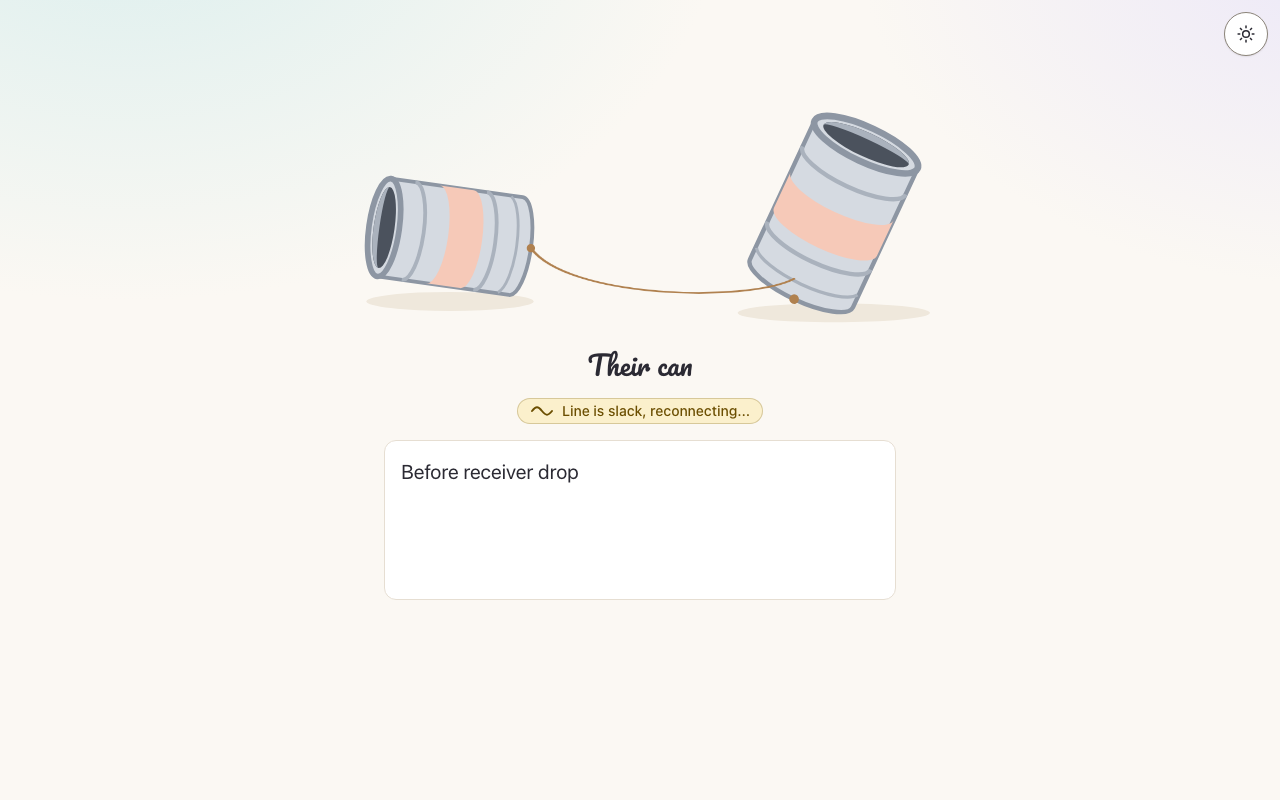 Their can
Line is slack, reconnecting...
Before receiver drop